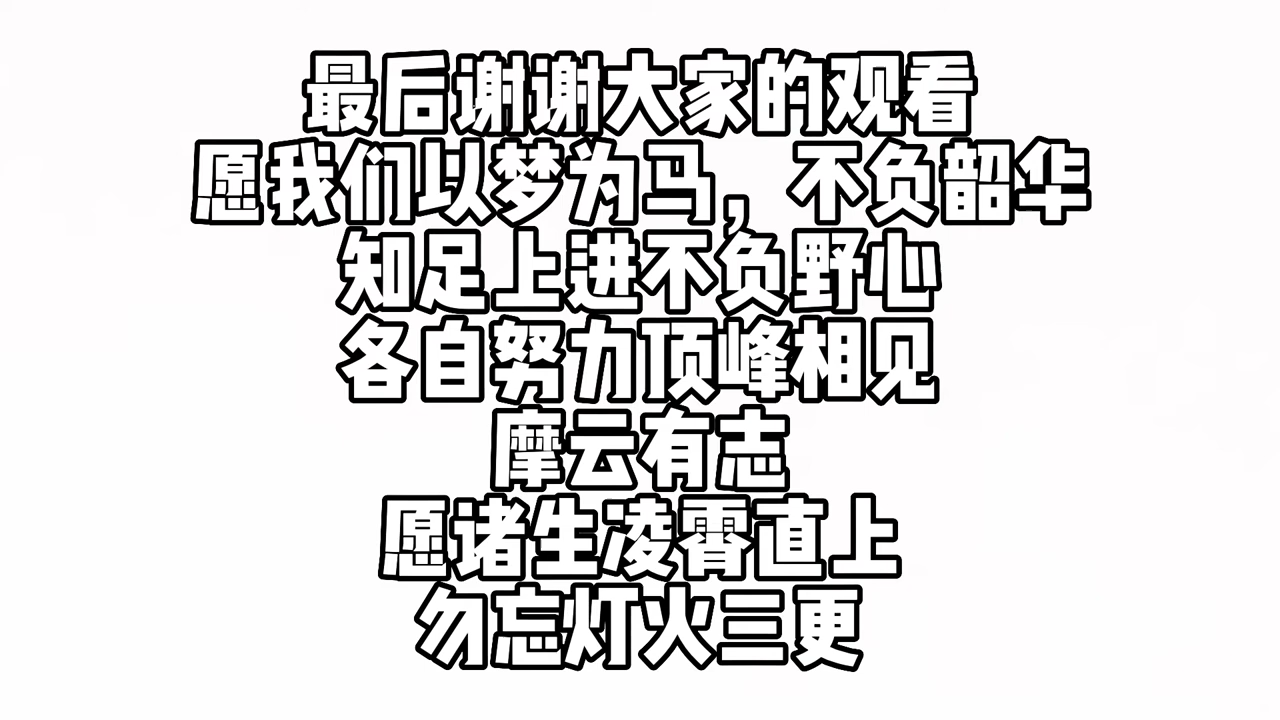 最后谢谢大家的观看
愿我们以梦为马，不负韶华
知足上进不负野心
各自努力顶峰相见
摩云有志
愿诸生凌霄直上
勿忘灯火三更